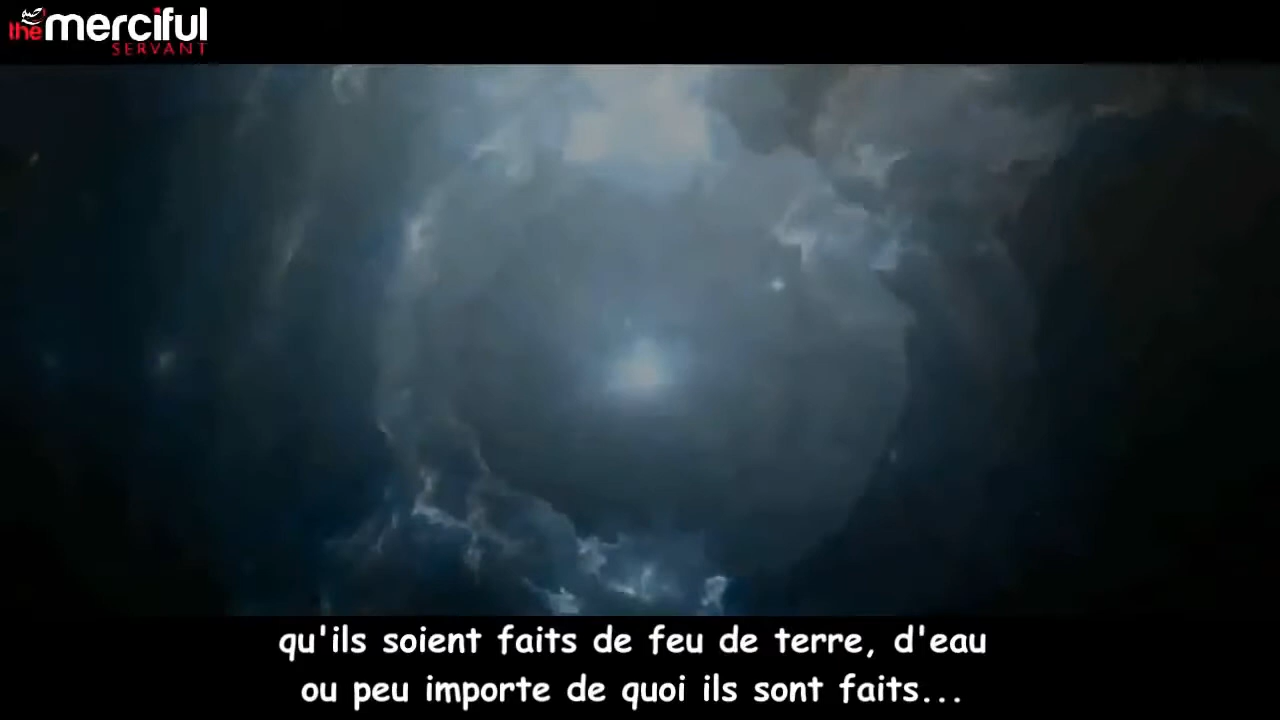 the merciful
SERVANT
qu'ils soient faits de feu de terre, d'eau
ou peu importe de quoi ils sont faits...